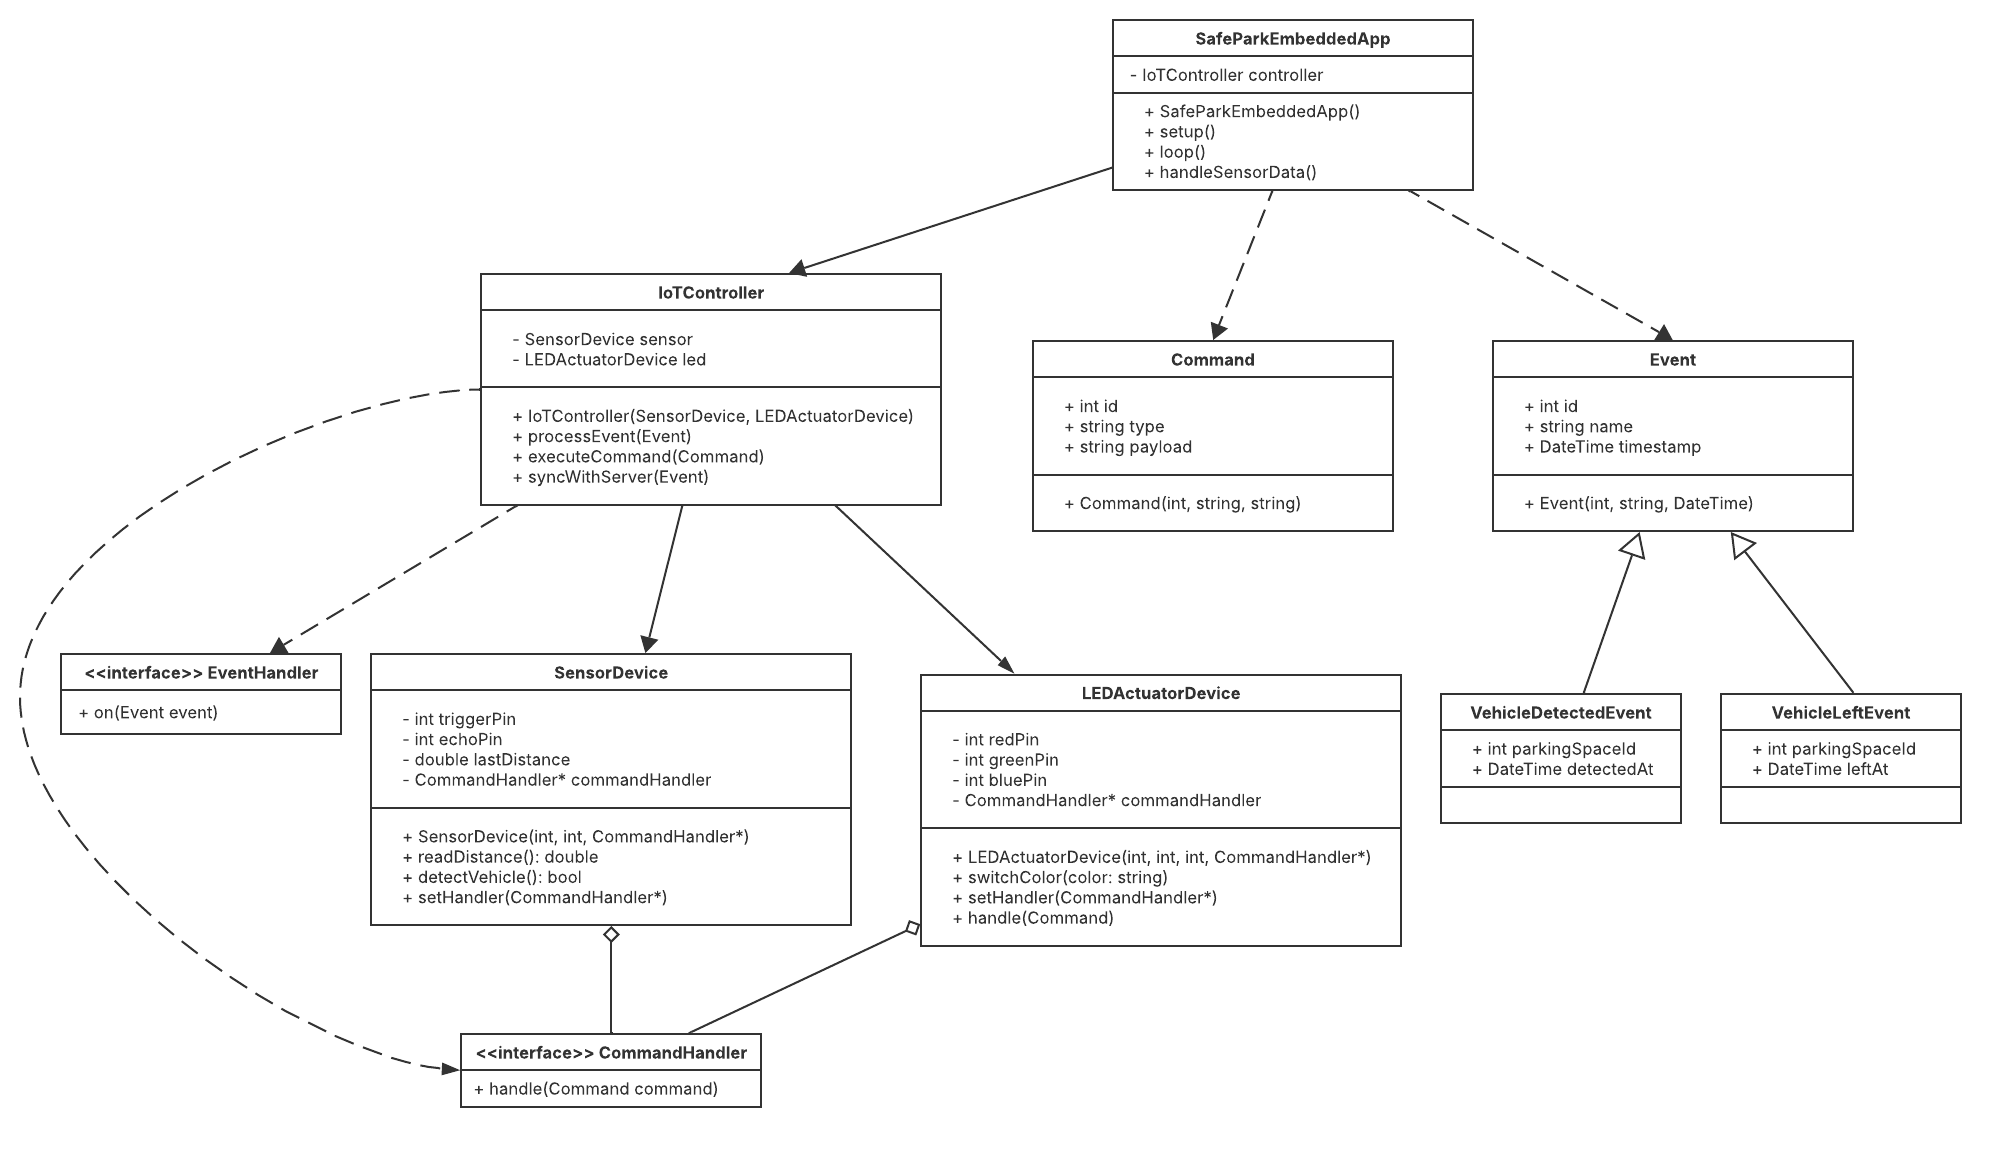 SafeParkEmbeddedApp
- IoTController controller
+ SafeParkEmbeddedApp()
+ setup()
+ loop()
+ handleSensorData()
IoTController
- SensorDevice sensor
- LEDActuatorDevice led
+ IoTController(SensorDevice, LEDActuatorDevice)
+ processEvent(Event)
+ executeCommand(Command)
+ syncWithServer(Event)
Command
+ int id
+ string type
+ string payload
+ Command(int, string, string)
Event
+ int id
+ string name
+ DateTime timestamp
+ Event(int, string, DateTime)
<<interface>> EventHandler
+ on(Event event)
SensorDevice
- int triggerPin
- int echoPin
- double lastDistance
- CommandHandler* commandHandler
+ SensorDevice(int, int, CommandHandler*)
+ readDistance(): double
+ detectVehicle(): bool
+ setHandler(CommandHandler*)
LEDActuatorDevice
- int redPin
- int greenPin
- int bluePin
- CommandHandler* commandHandler
+ LEDActuatorDevice(int, int, int, CommandHandler*)
+ switchColor(color: string)
+ setHandler(CommandHandler*)
+ handle(Command)
VehicleDetectedEvent
+ int parkingSpaceId
+ DateTime detectedAt
VehicleLeftEvent
+ int parkingSpaceId
+ DateTime leftAt
<<interface>> CommandHandler
+ handle(Command command)